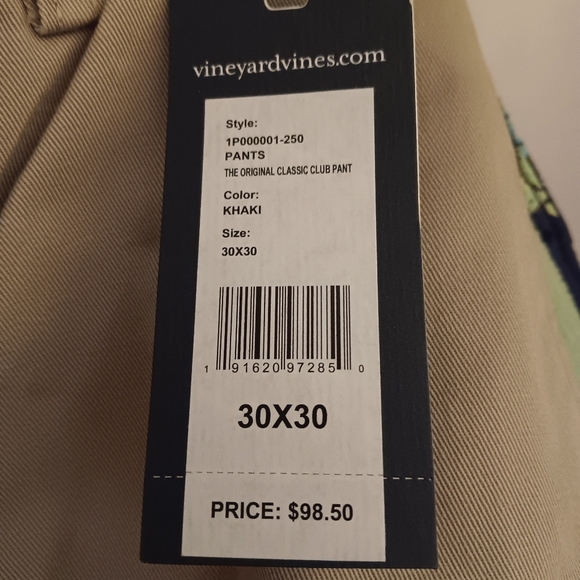 vineyardvines.com
Style:
1P000001-250
PANTS
THE ORIGINAL CLASSIC CLUB PANT
Color:
KHAKI
Size:
30X30
1 91620 97285 0
30X30
PRICE: $98.50